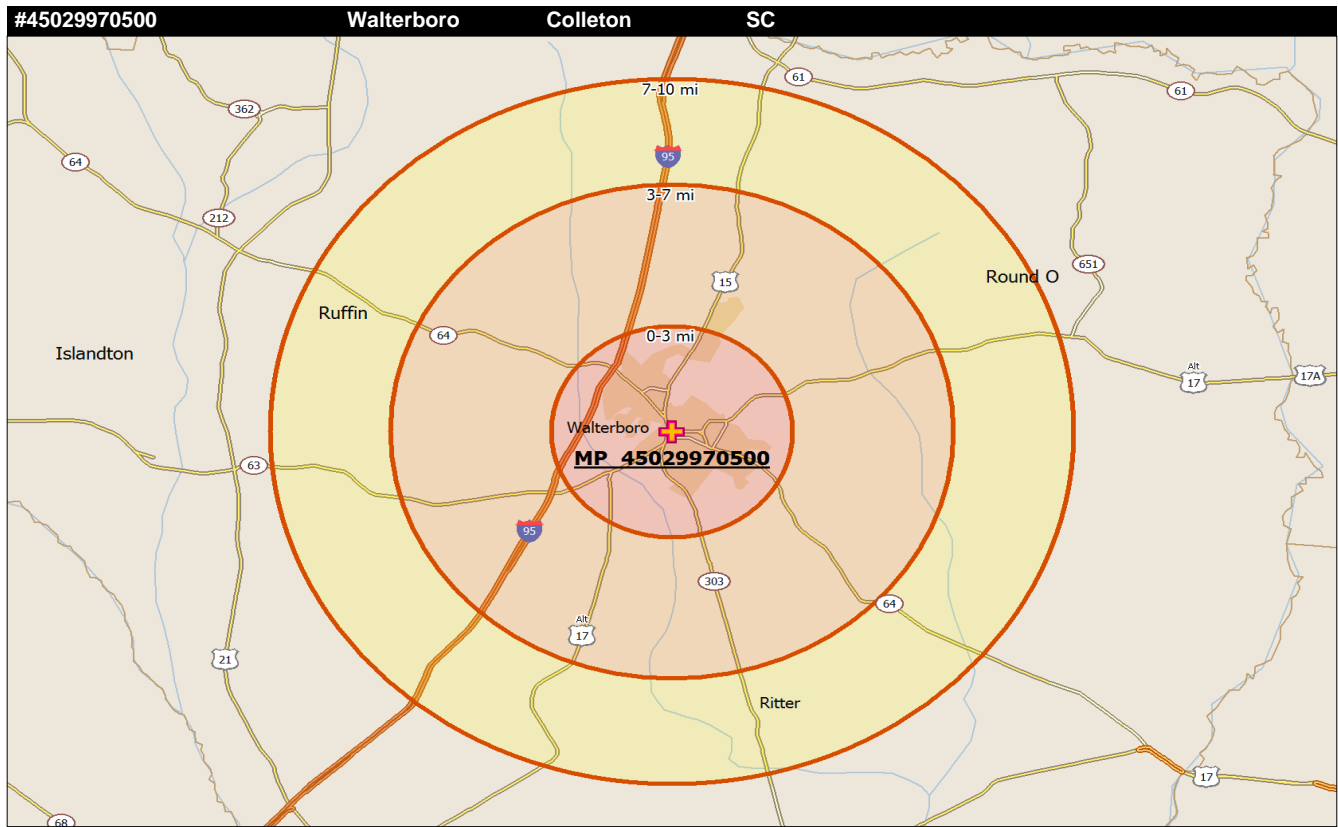 #45029970500 Walterboro Colleton SC
61
7-10 mi
61
362
95
64
3-7 mi
212
651
Round O
15
Ruffin
64
0-3 mi
Islandton
Alt
17
17A
Walterboro
MP 45029970500
63
95
303
64
Alt
17
21
Ritter
17
68